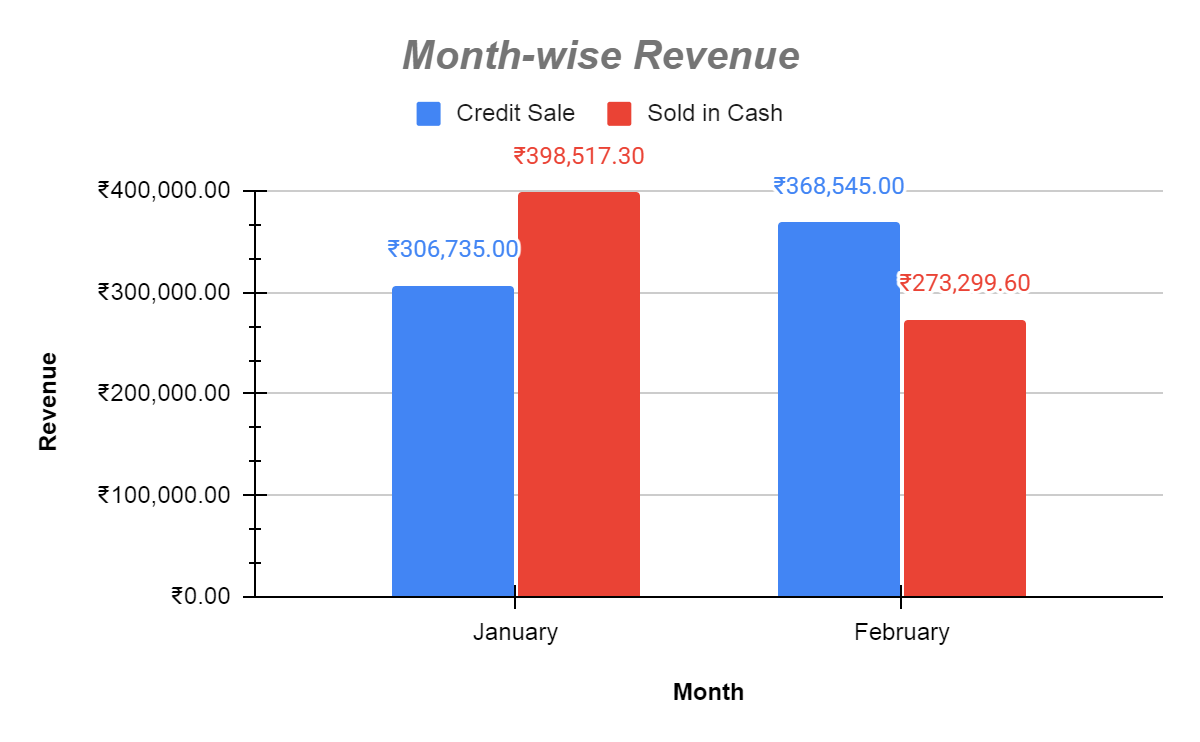 Month-wise Revenue
Credit Sale
Sold in Cash
₹398,517.30
₹400,000.00
₹368,545.00
₹306,735.00
₹300,000.00
₹273,299.60
₹200,000.00
₹100,000.00
₹0.00
Revenue
January
February
Month